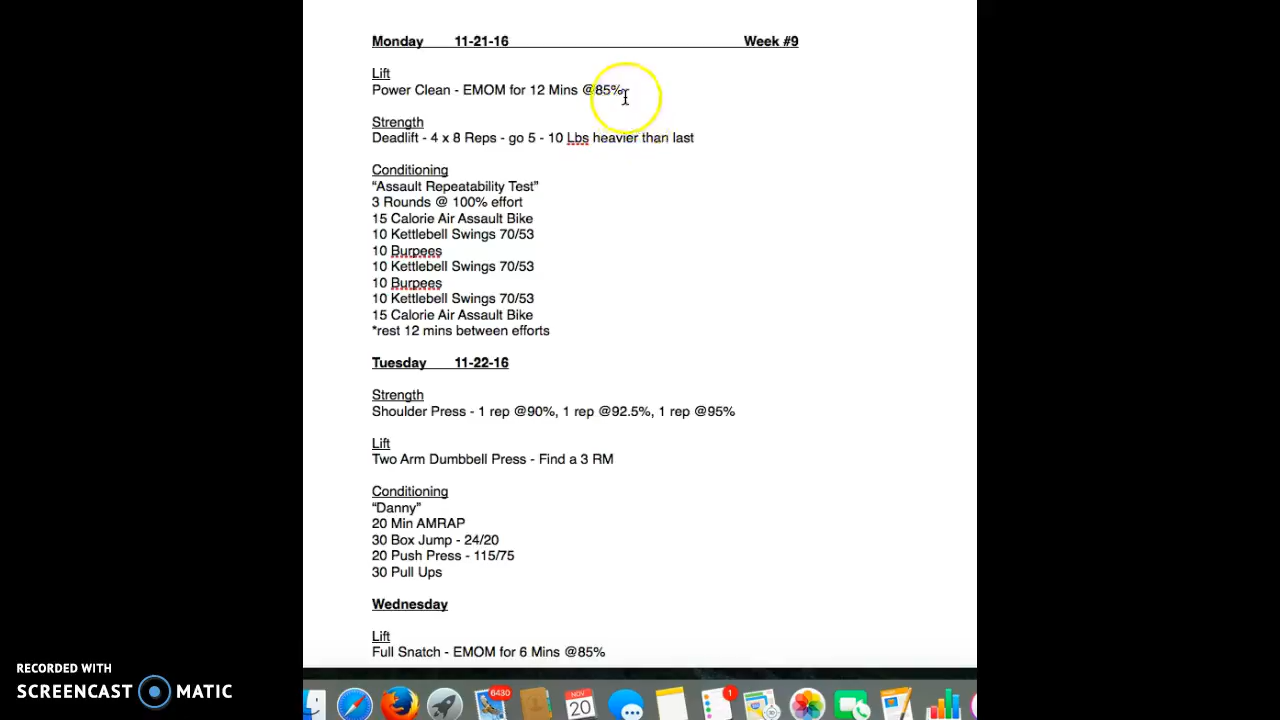 Monday 11-21-16 Week #9
Lift
Power Clean - EMOM for 12 Mins @85%
Strength
Deadlift - 4 x 8 Reps - go 5 - 10 Lbs heavier than last
Conditioning
“Assault Repeatability Test”
3 Rounds @ 100% effort
15 Calorie Air Assault Bike
10 Kettlebell Swings 70/53
10 Burpees
10 Kettlebell Swings 70/53
10 Burpees
10 Kettlebell Swings 70/53
15 Calorie Air Assault Bike
*rest 12 mins between efforts
Tuesday 11-22-16
Strength
Shoulder Press - 1 rep @90%, 1 rep @92.5%, 1 rep @95%
Lift
Two Arm Dumbbell Press - Find a 3 RM
Conditioning
“Danny”
20 Min AMRAP
30 Box Jump - 24/20
20 Push Press - 115/75
30 Pull Ups
Wednesday
Lift
Full Snatch - EMOM for 6 Mins @85%
RECORDED WITH
SCREENCAST MATIC
6430
NOV
20
1